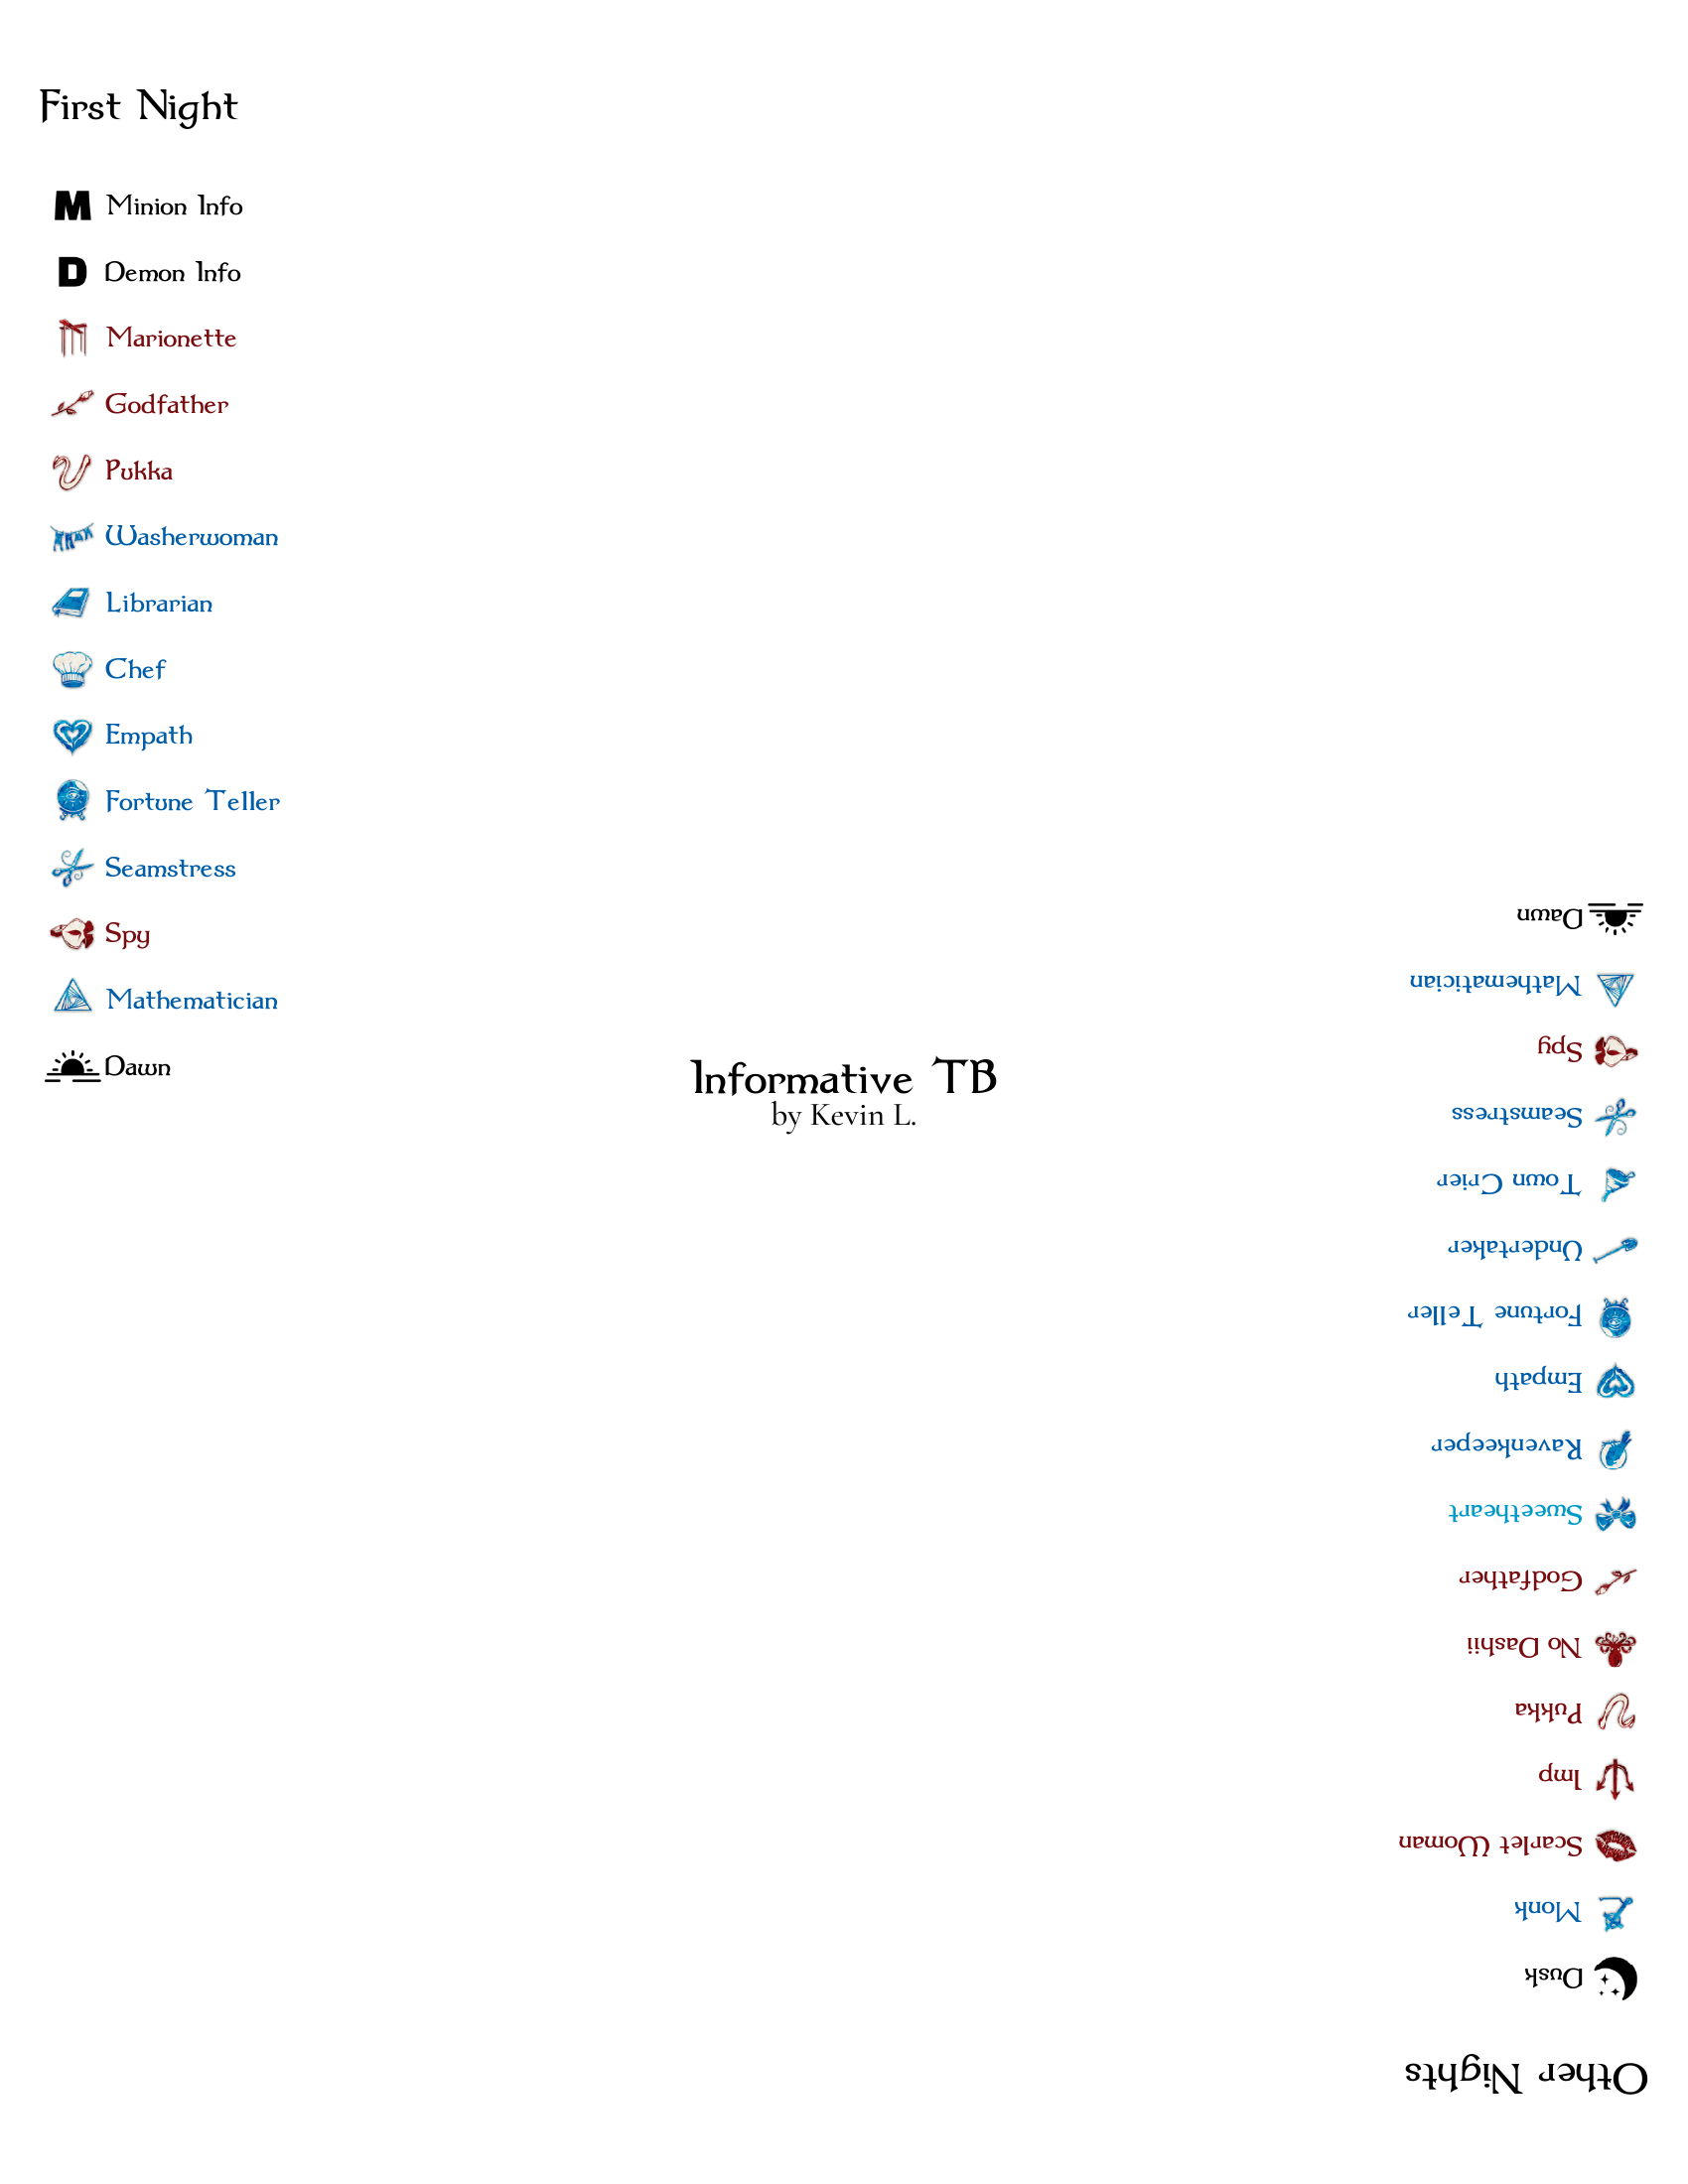 First Night
M Minion Info
D Demon Info
Marionette
Godfather
Pukka
Washerwoman
Librarian
Chef
Empath
Fortune Teller
Seamstress
Spy
Mathematician
Dawn
Informative TB
by Kevin L.
Other Nights
Dusk
Monk
Scarlet Woman
Imp
Pukka
No Dashii
Godfather
Sweetheart
Ravenkeeper
Empath
Fortune Teller
Undertaker
Town Crier
Seamstress
Spy
Mathematician
Dawn